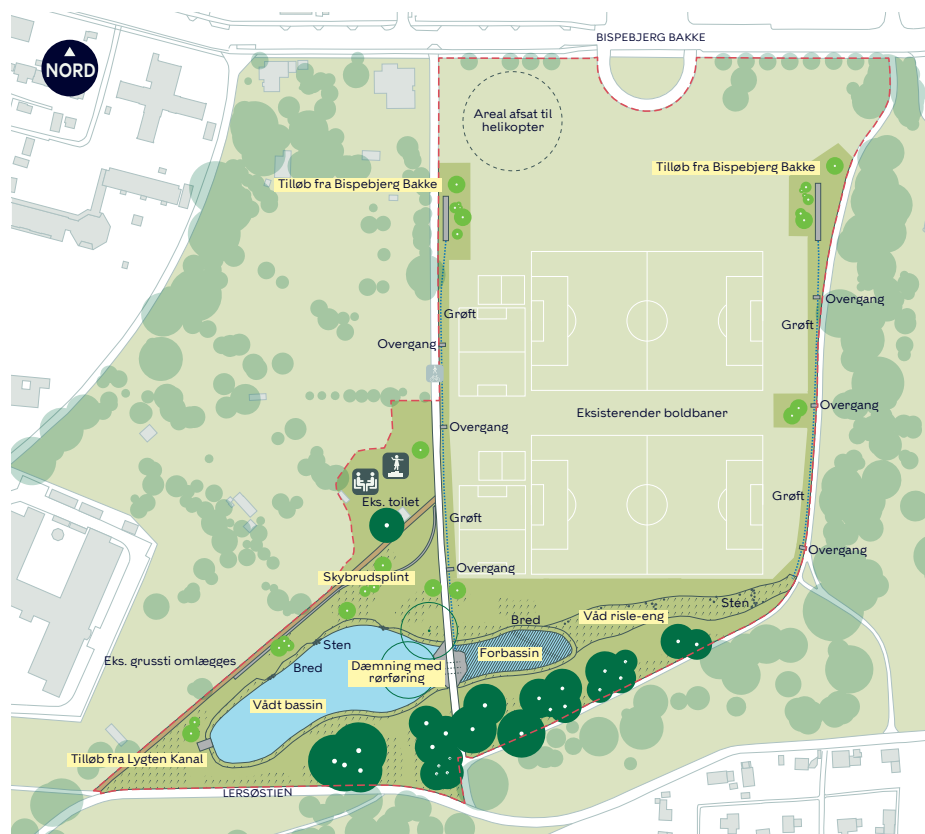 BISPEBJERG BAKKE
NORD
Areal afsat til
helikopter
Tilløb fra Bispebjerg Bakke
Tilløb fra Bispebjerg Bakke
Overgang
Grøft
Grøft
Overgang
Overgang
Eksisterender boldbaner
Overgang
Eks. toilet
Grøft
Grøft
Overgang
Overgang
Skybrudsplint
Sten
Våd risle-eng
Bred
Sten
Forbassin
Eks. grussti omlægges
Bred
Dæmning med
rørføring
Vådt bassin
Tilløb fra Lygten Kanal
LERSØSTIEN